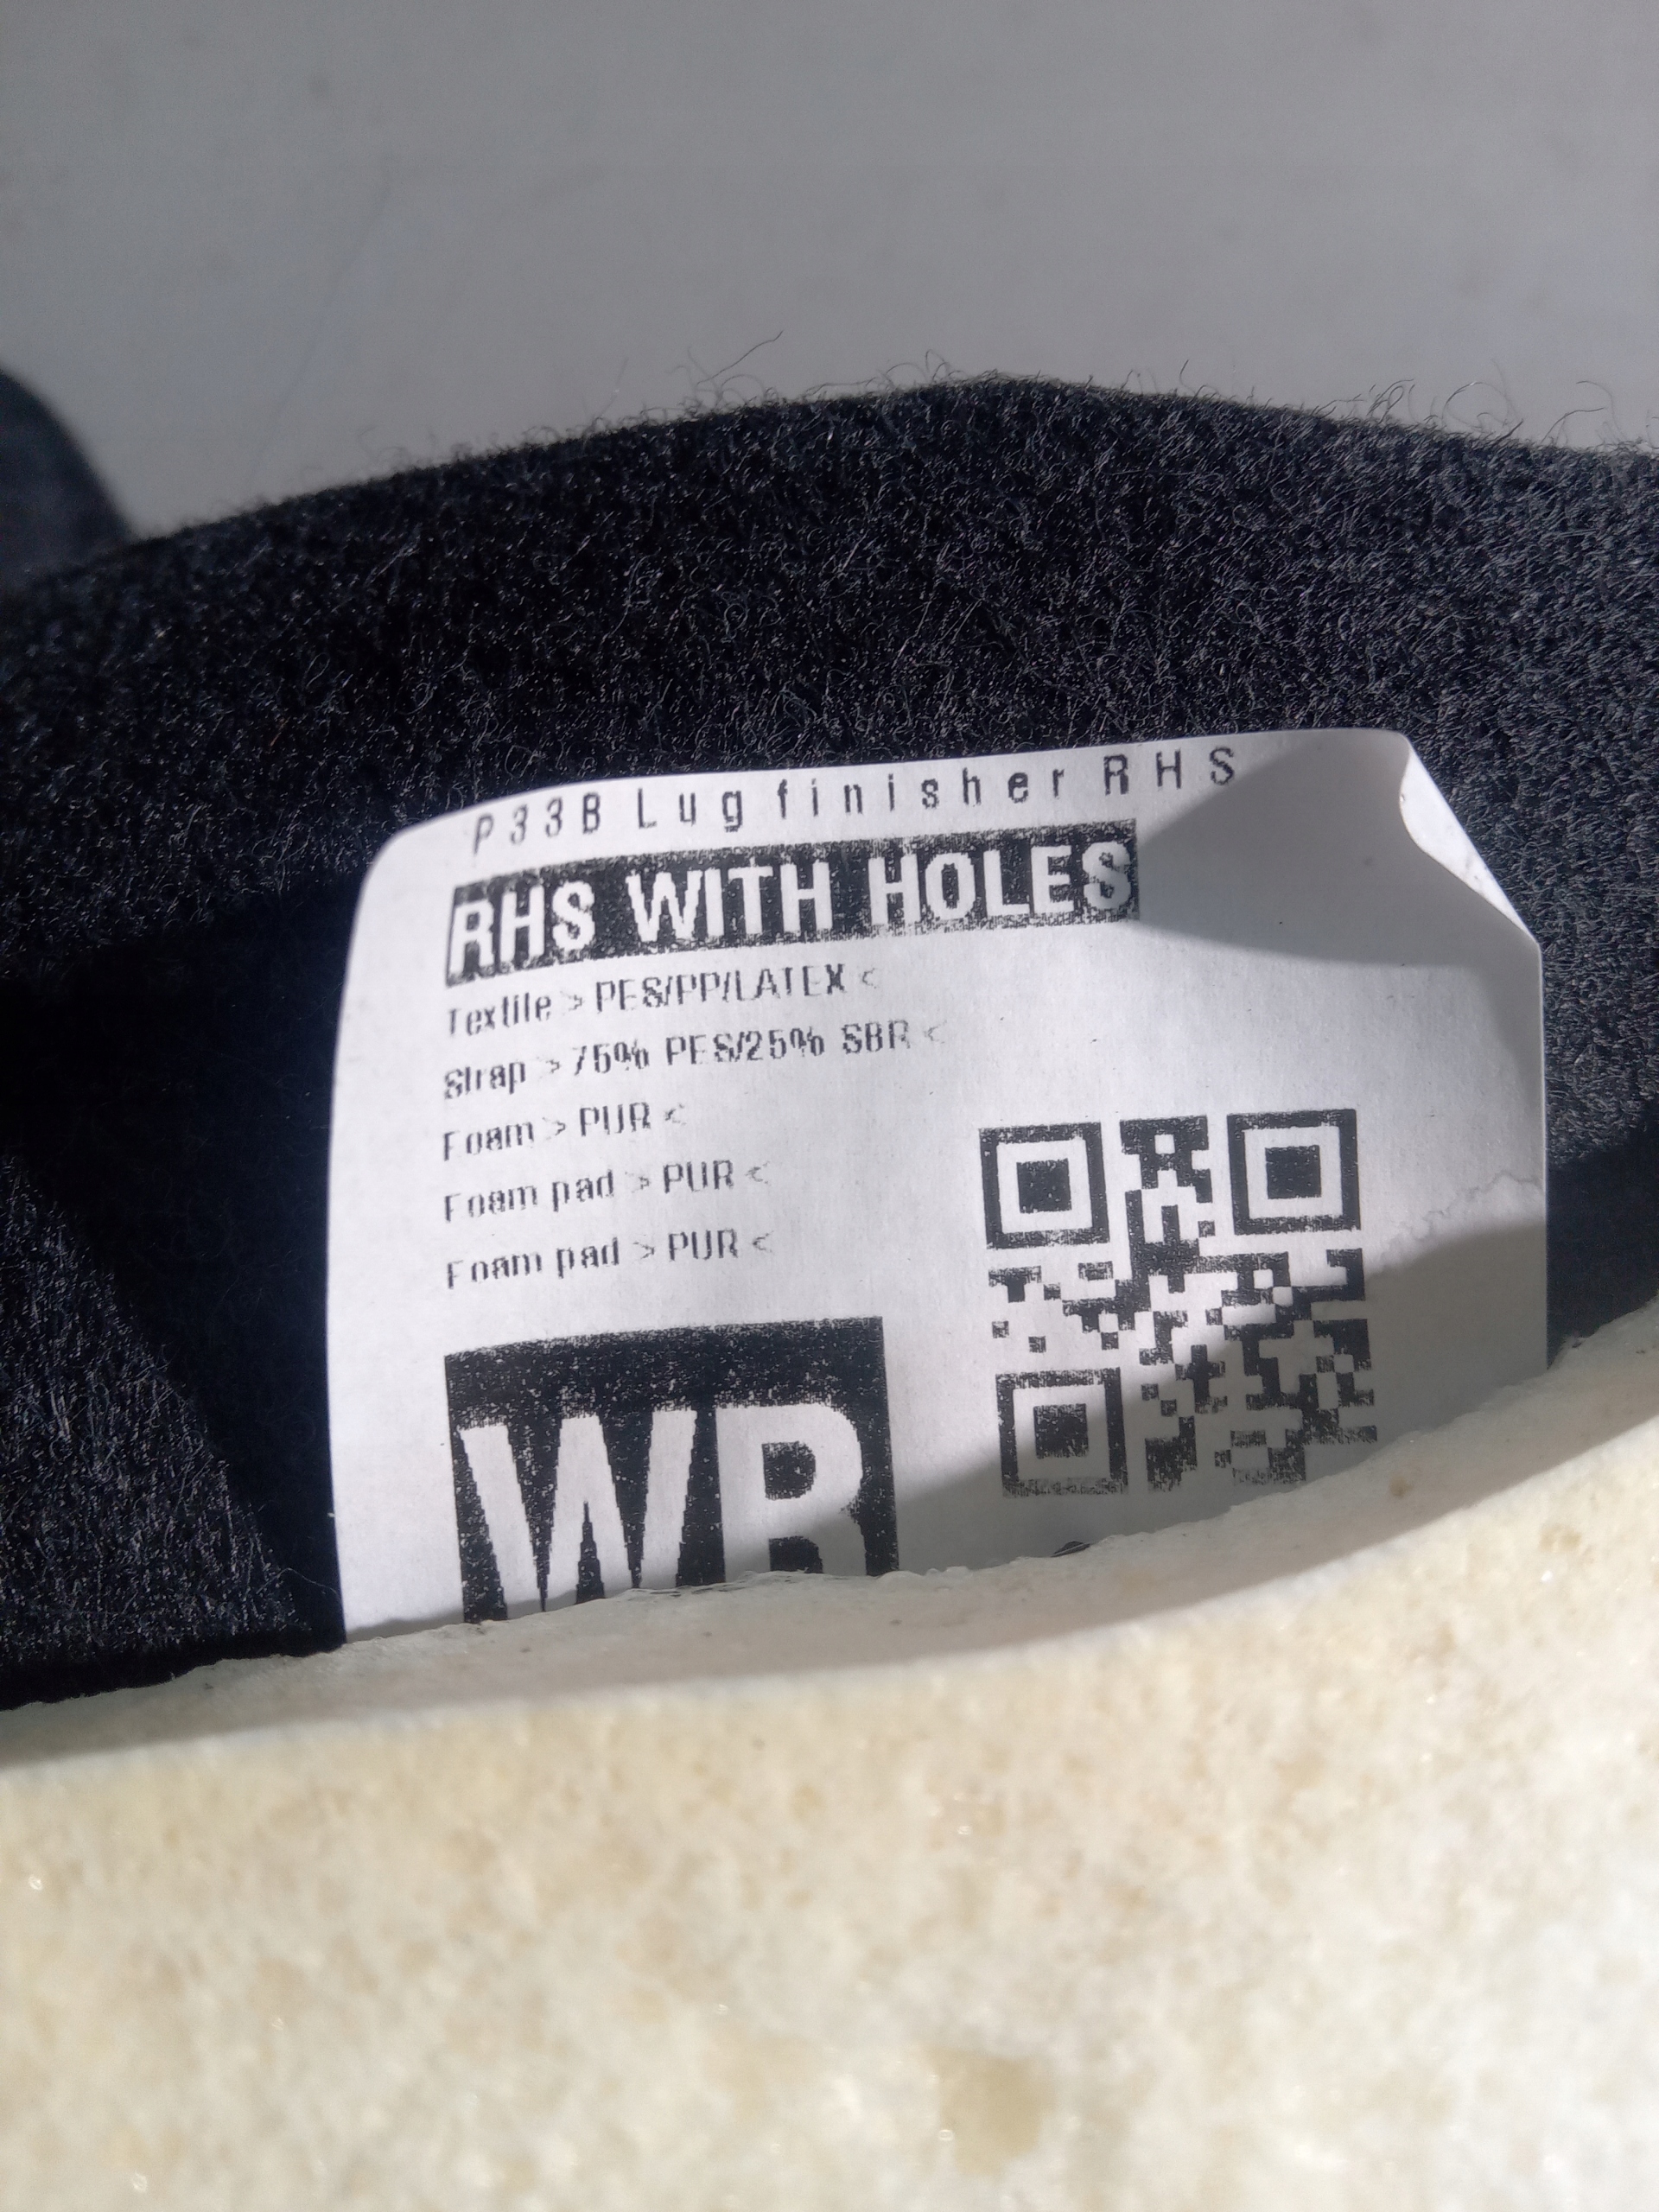 P33B Lug finisher RHS
RHS WITH HOLES
Textile > PES/PP/LATEX <
Strap > 75% PES/25% SBR <
Foam > PUR <
Foam pad > PUR <
Foam pad > PUR <